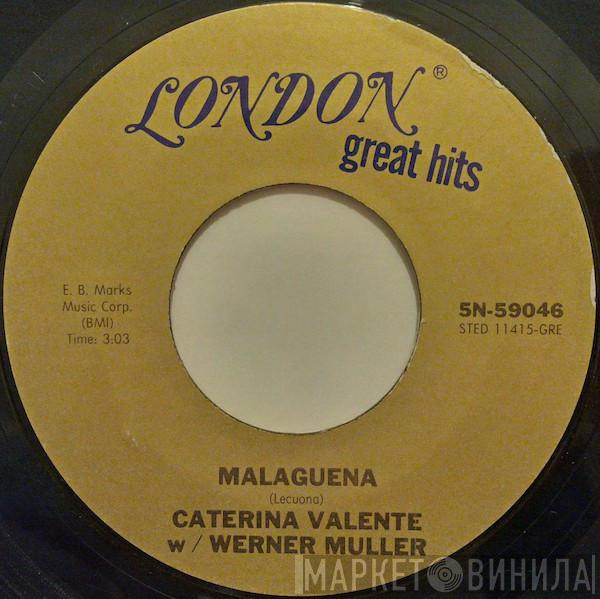 LONDON®
great hits
E. B. Marks
Music Corp.
(BMI)
Time: 3:03
5N-59046
STED 11415-GRE
MALAGUENA
(Lecuona)
CATERINA VALENTE
w/WERNER MULLER
МАРКЕТ ВИНИЛА